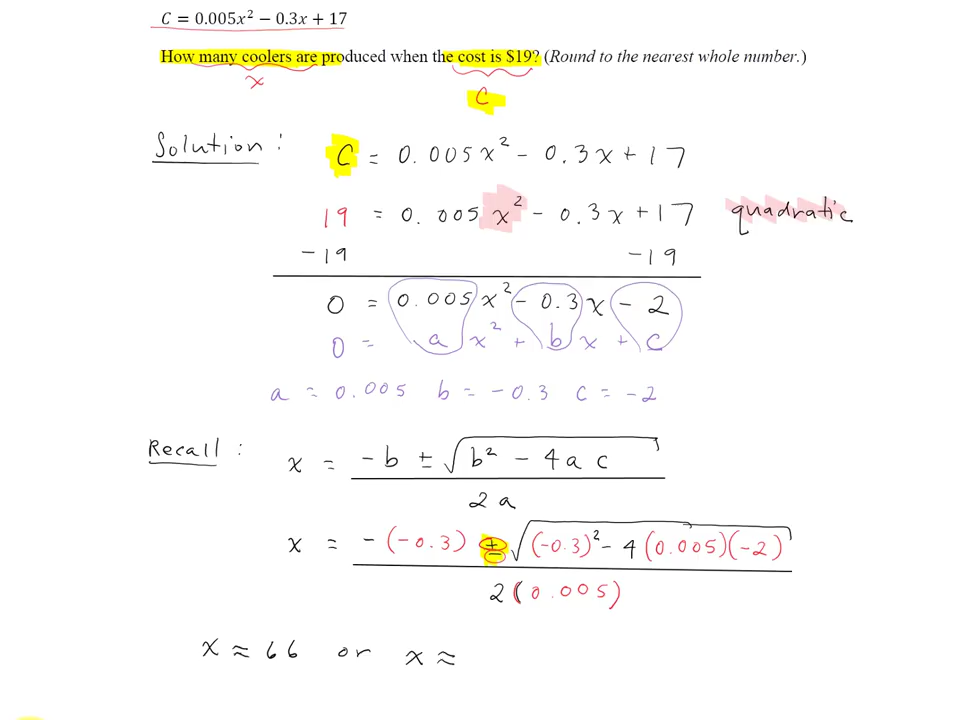 C = 0.005x² − 0.3x + 17
How many coolers are produced when the cost is $19? (Round to the nearest whole number.)
x C
Solution: C = 0.005x² − 0.3x + 17
19 = 0.005x² − 0.3x + 17 quadratic
−19 −19
0 = 0.005x² − 0.3x − 2
0 = a x² + b x + c
a = 0.005 b = −0.3 c = −2
Recall: x = −b ± √b² − 4ac
2a
x = −(−0.3) ± √(−0.3)² − 4(0.005)(−2)
2(0.005)
x ≈ 66 or x ≈